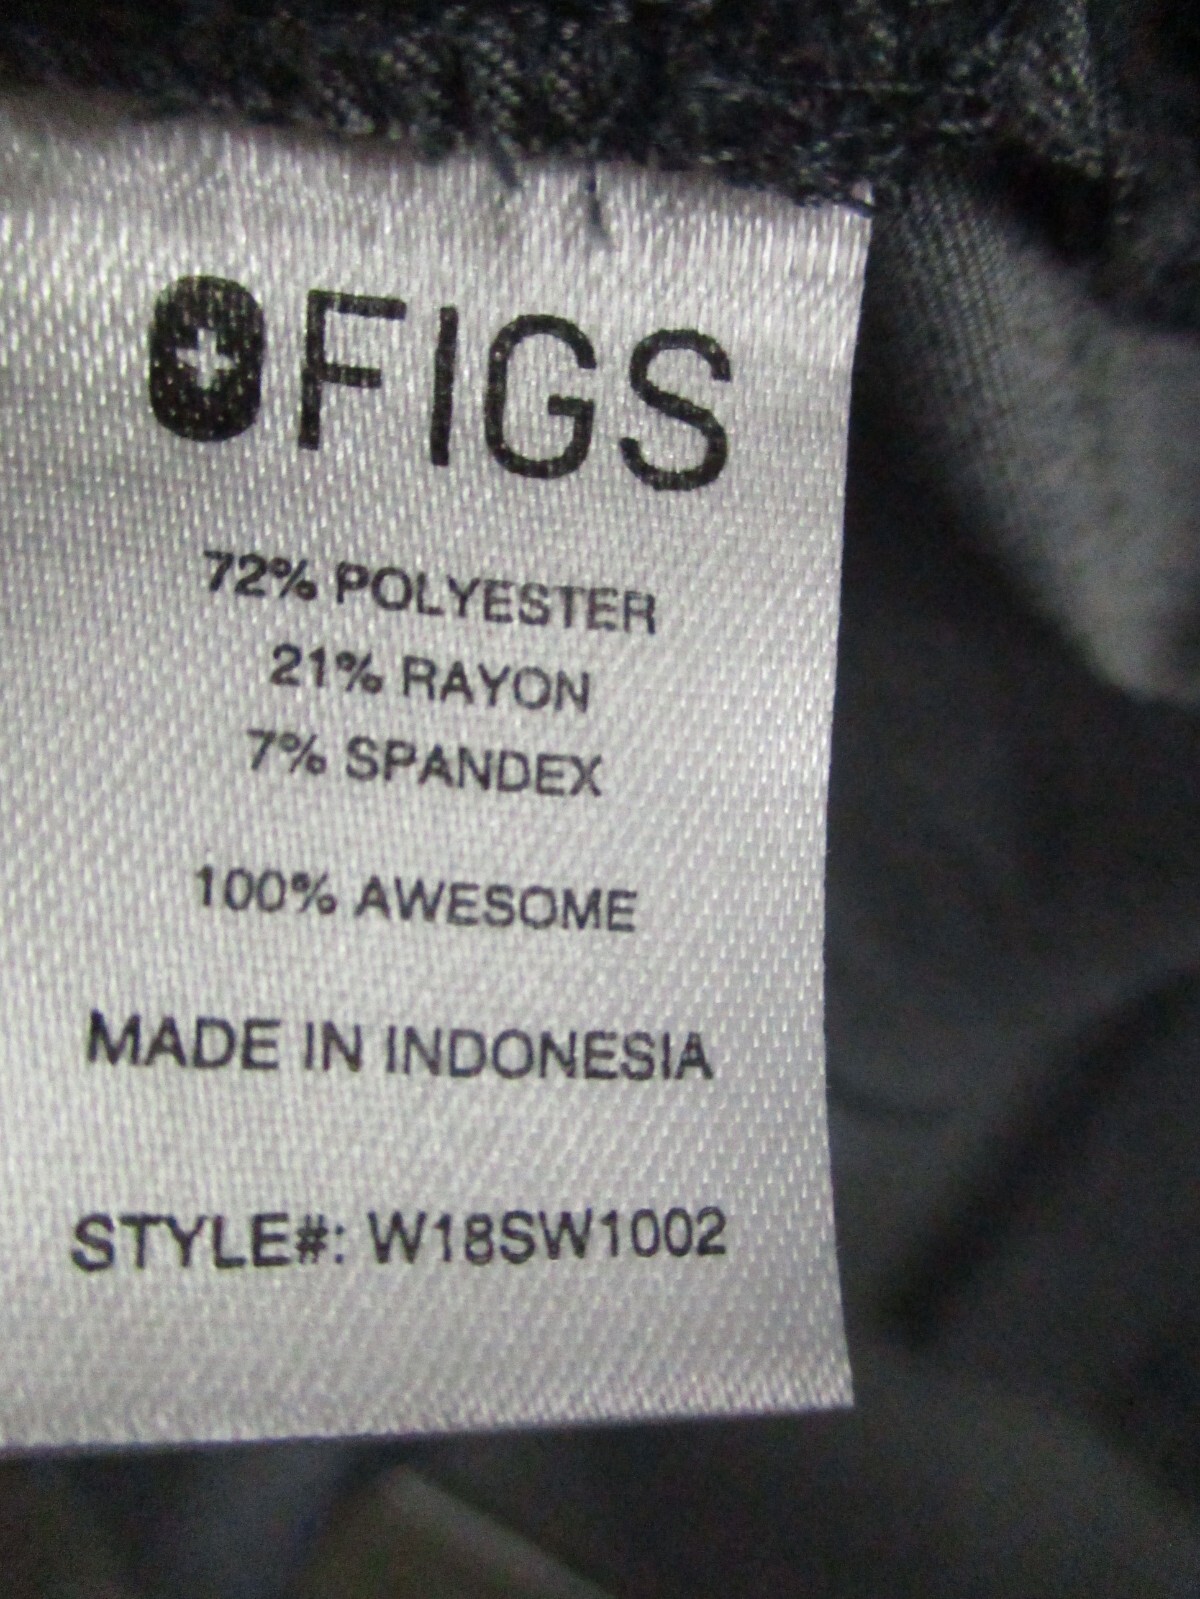 FIGS
72% POLYESTER
21% RAYON
7% SPANDEX
100% AWESOME
MADE IN INDONESIA
STYLE#: W18SW1002